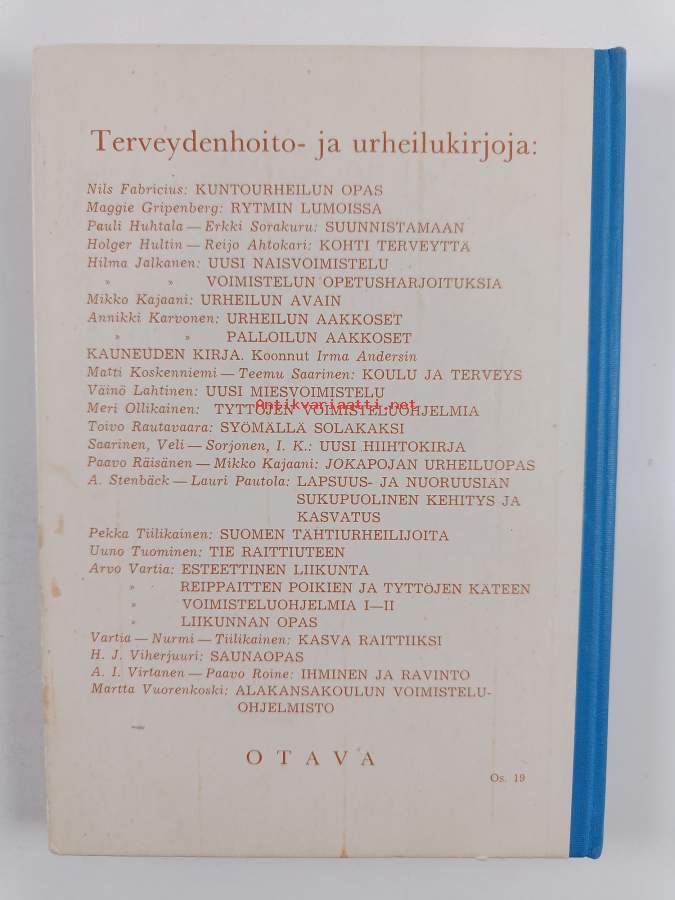 Terveydenhoito- ja urheilukirjoja:
Nils Fabricius: KUNTOURHEILUN OPAS
Maggie Gripenberg: RYTMIN LUMOISSA
Pauli Huhtala — Erkki Sorakuru: SUUNNISTAMAAN
Holger Hultin — Reijo Ahtokari: KOHTI TERVEYTTÄ
Hilma Jalkanen: UUSI NAISVOIMISTELU
» » VOIMISTELUN OPETUSHARJOITUKSIA
Mikko Kajaani: URHEILUN AVAIN
Annikki Karvonen: URHEILUN AAKKOSET
» » PALLOILUN AAKKOSET
KAUNEUDEN KIRJA. Koonnut Irma Andersin
Matti Koskenniemi — Teemu Saarinen: KOULU JA TERVEYS
Väinö Lahtinen: UUSI MIESVOIMISTELU
Antikvariaatti.net
Meri Ollikainen: TYTTÖJEN VOIMISTELUOHJELMIA
Toivo Rautavaara: SYÖMÄLLÄ SOLAKAKSI
Saarinen, Veli — Sorjonen, I. K.: UUSI HIIHTOKIRJA
Paavo Räisänen — Mikko Kajaani: JOKAPOJAN URHEILUOPAS
A. Stenbäck — Lauri Pautola: LAPSUUS- JA NUORUUSIÄN
SUKUPUOLINEN KEHITYS JA
KASVATUS
Pekka Tiilikainen: SUOMEN TÄHTIURHEILIJOITA
Uuno Tuominen: TIE RAITTIUTEEN
Arvo Vartia: ESTEETTINEN LIIKUNTA
» REIPPAITTEN POIKIEN JA TYTTÖJEN KÄTEEN
» VOIMISTELUOHJELMIA I—II
» LIIKUNNAN OPAS
Vartia — Nurmi — Tiilikainen: KASVA RAITTIIKSI
H. J. Viherjuuri: SAUNAOPAS
A. I. Virtanen — Paavo Roine: IHMINEN JA RAVINTO
Martta Vuorenkoski: ALAKANSAKOULUN VOIMISTELU-
OHJELMISTO
OTAVA
Os. 19